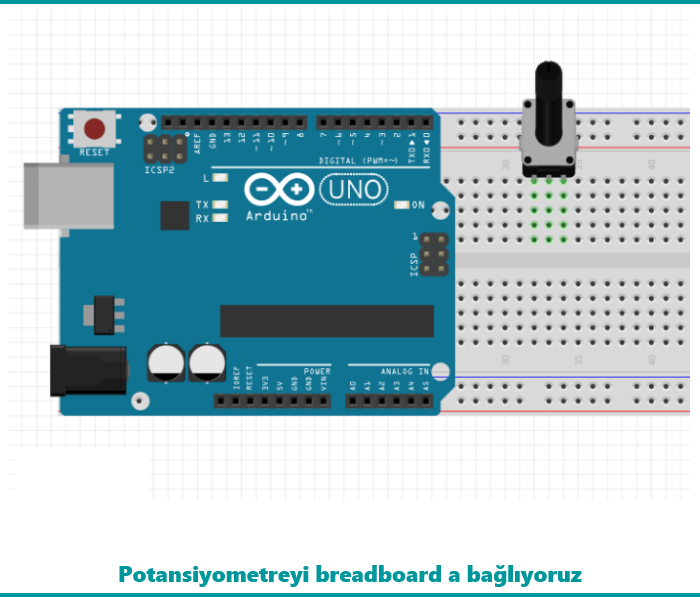 AREF
GND
13
12
~11
~10
~9
8
7
~6
~5
4
~3
2
TXD▶1
RXD◀0
RESET
ICSP2
DIGITAL (PWM=~)
L
TX
RX
UNO
Arduino™
ON
1
ICSP
30
35
40
30
35
40
IOREF
RESET
3V3
5V
GND
GND
VIN
POWER
ANALOG IN
A0
A1
A2
A3
A4
A5
Potansiyometreyi breadboard a bağlıyoruz